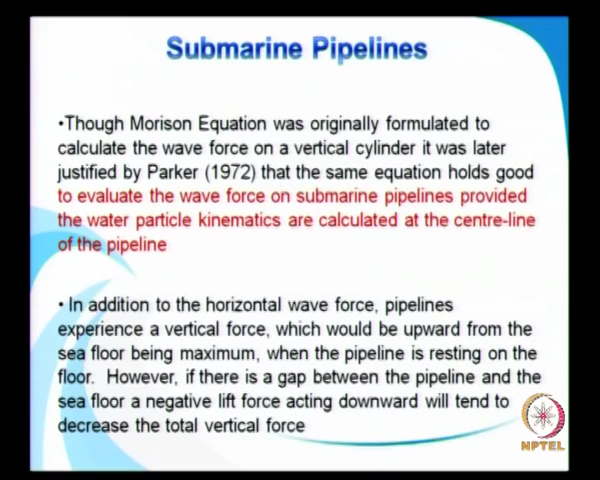 Submarine Pipelines
•Though Morison Equation was originally formulated to
calculate the wave force on a vertical cylinder it was later
justified by Parker (1972) that the same equation holds good
to evaluate the wave force on submarine pipelines provided
the water particle kinematics are calculated at the centre-line
of the pipeline
• In addition to the horizontal wave force, pipelines
experience a vertical force, which would be upward from the
sea floor being maximum, when the pipeline is resting on the
floor. However, if there is a gap between the pipeline and the
sea floor a negative lift force acting downward will tend to
decrease the total vertical force
NPTEL